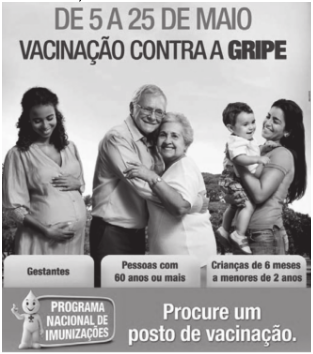 DE 5 A 25 DE MAIO
VACINAÇÃO CONTRA A GRIPE
Gestantes
Pessoas com
60 anos ou mais
Crianças de 6 meses
a menores de 2 anos
PROGRAMA
NACIONAL DE
IMUNIZAÇÕES
Procure um
posto de vacinação.